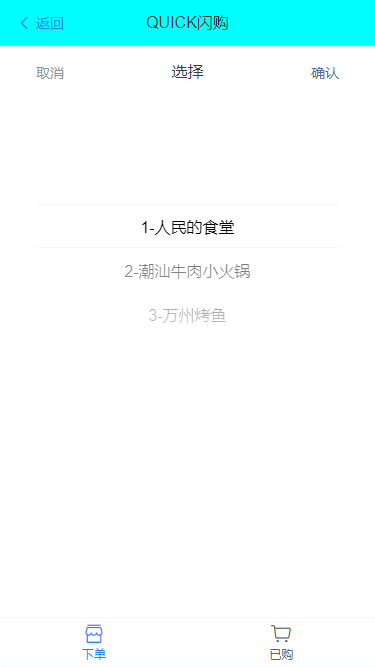 返回 QUICK闪购
取消 选择 确认
1-人民的食堂
2-潮汕牛肉小火锅
3-万州烤鱼
下单 已购